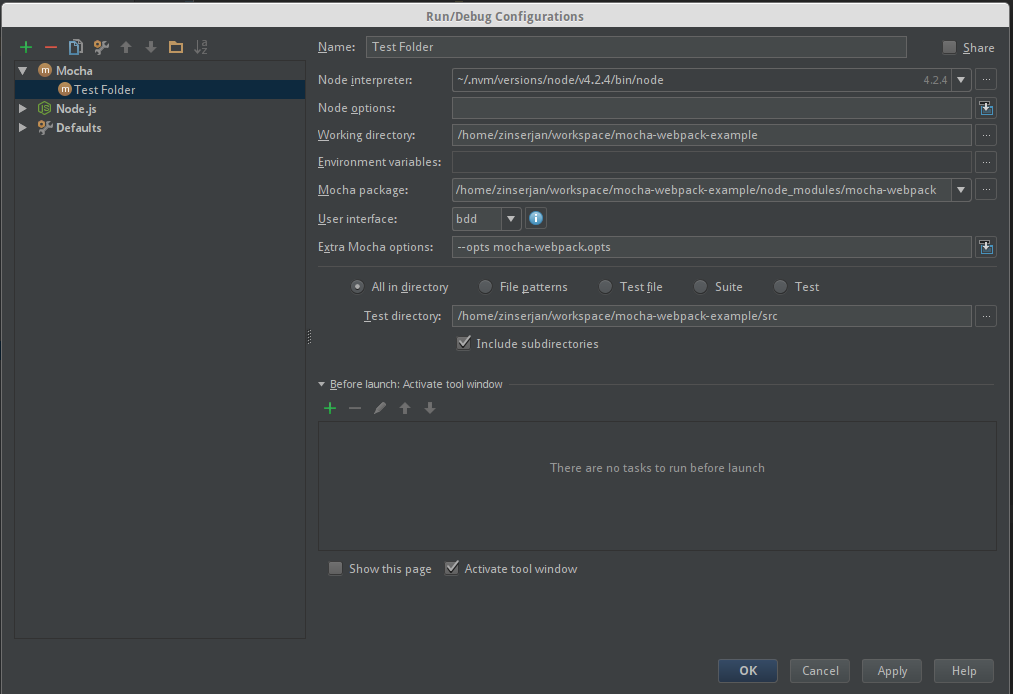 Run/Debug Configurations
Name: Test Folder Share
m Mocha
m Test Folder
Node.js
Defaults
Node interpreter: ~/.nvm/versions/node/v4.2.4/bin/node 4.2.4
Node options:
Working directory: /home/zinserjan/workspace/mocha-webpack-example
Environment variables:
Mocha package: /home/zinserjan/workspace/mocha-webpack-example/node_modules/mocha-webpack
User interface: bdd
Extra Mocha options: --opts mocha-webpack.opts
All in directory File patterns Test file Suite Test
Test directory: /home/zinserjan/workspace/mocha-webpack-example/src
Include subdirectories
Before launch: Activate tool window
There are no tasks to run before launch
Show this page Activate tool window
OK Cancel Apply Help